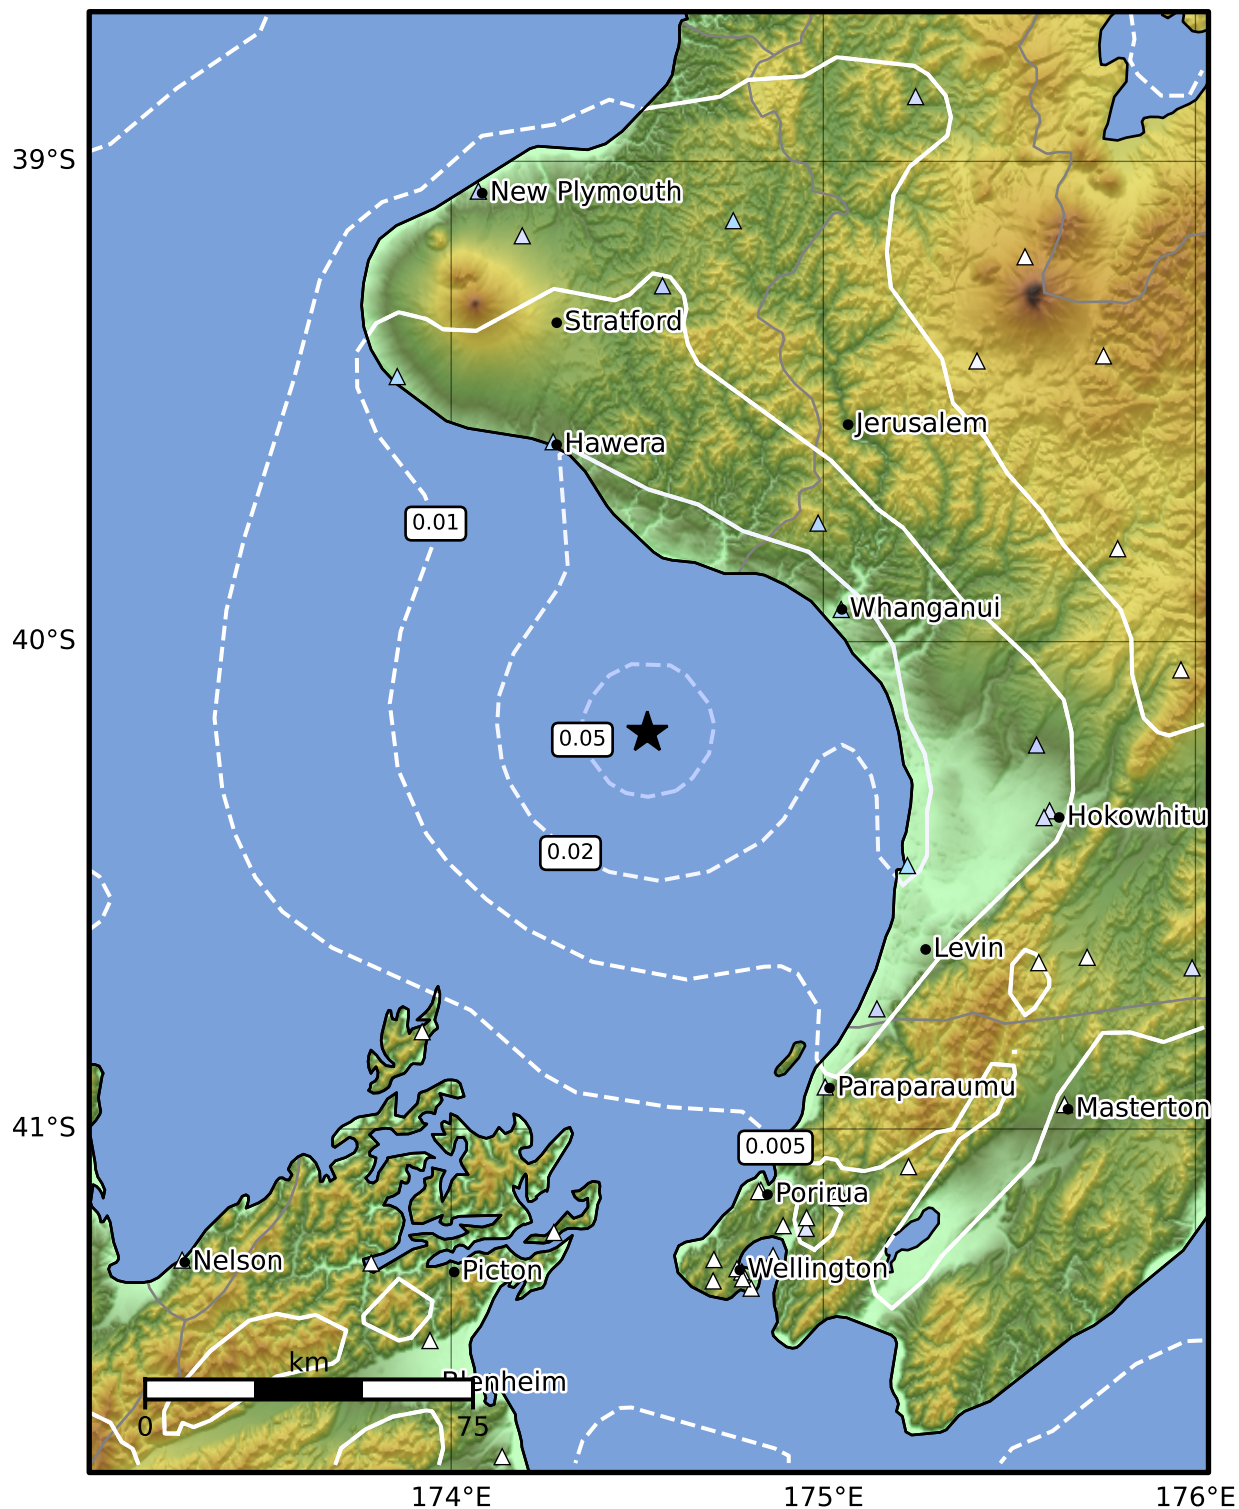 39°S
New Plymouth
Stratford
Jerusalem
Hawera
0.01
Whanganui
40°S
0.05
Hokowhitu
0.02
Levin
Paraparaumu
Masterton
41°S
0.005
Porirua
Nelson
Picton
Wellington
km
Blenheim
0
75
174°E
175°E
176°E